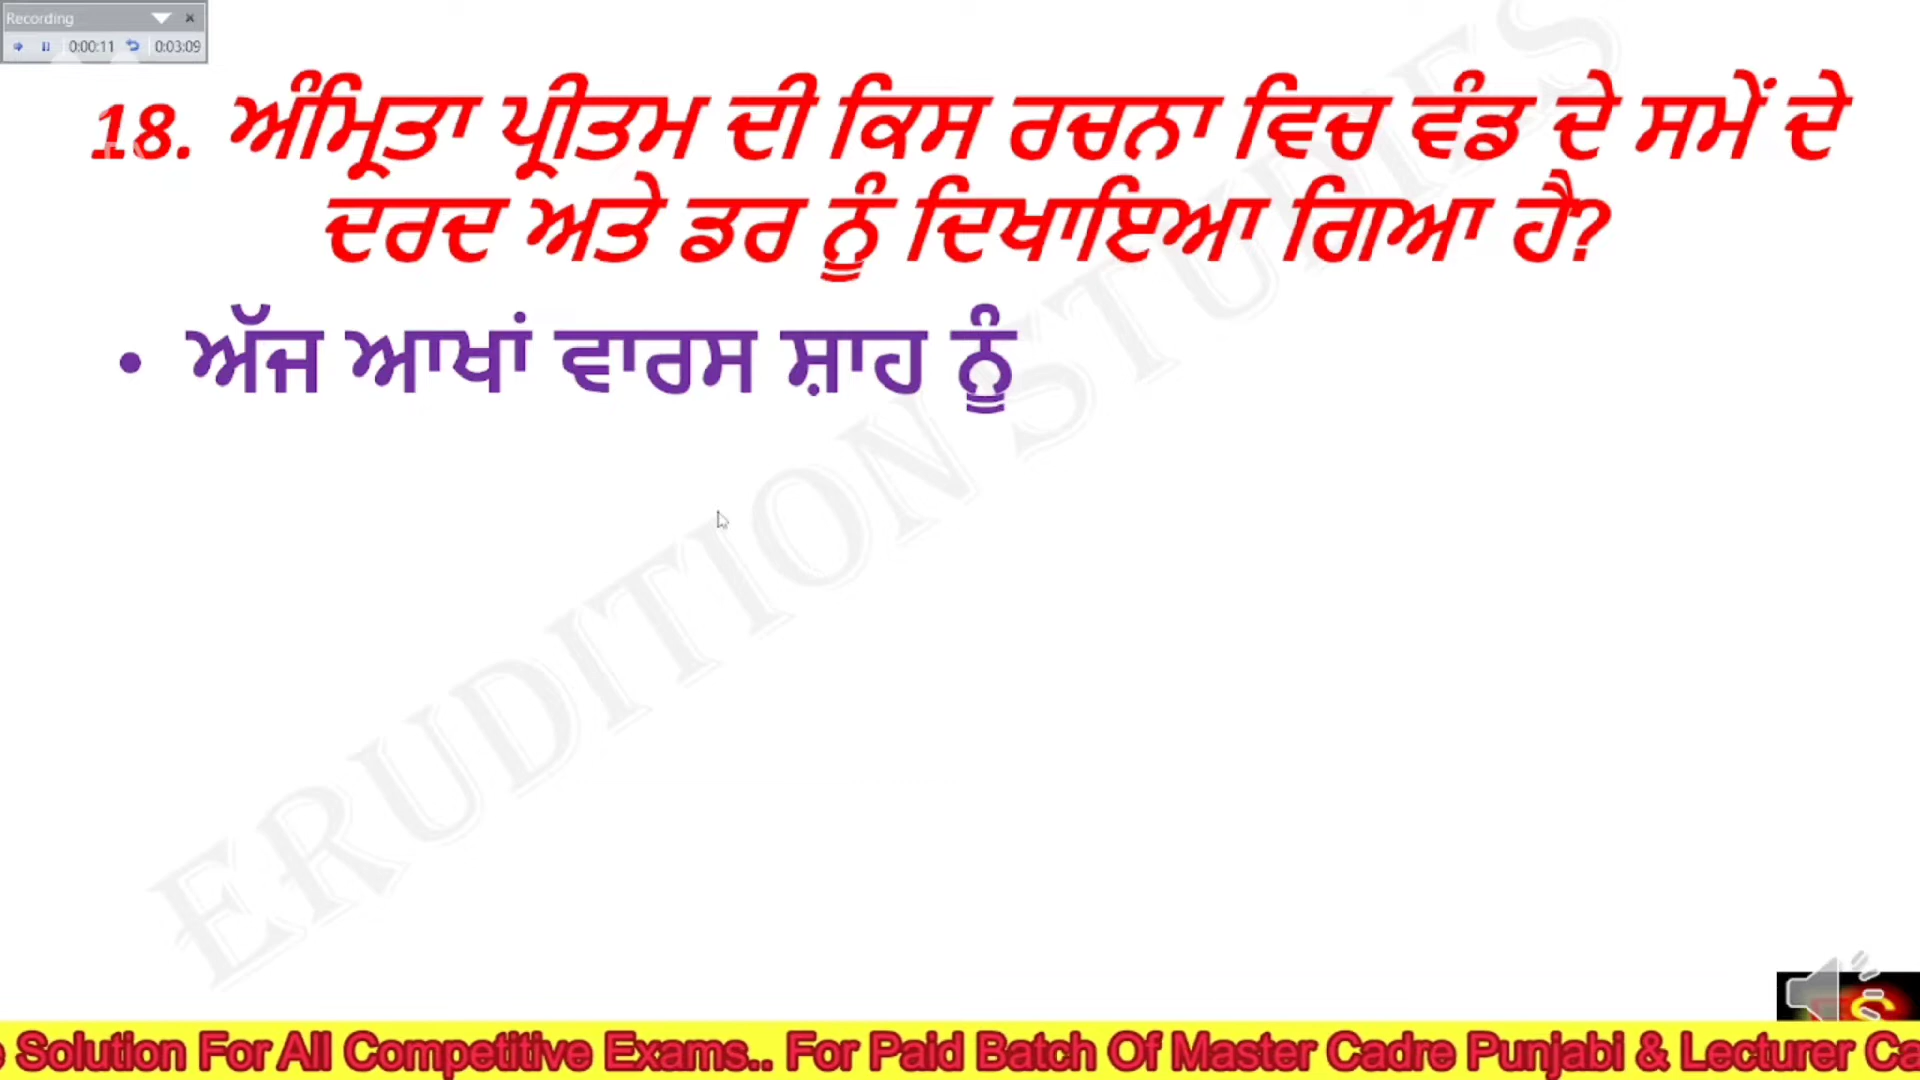 Recording
0:00:11 0:03:09
18. ਅੰਮ੍ਰਿਤਾ ਪ੍ਰੀਤਮ ਦੀ ਕਿਸ ਰਚਨਾ ਵਿਚ ਵੰਡ ਦੇ ਸਮੇਂ ਦੇ
ਦਰਦ ਅਤੇ ਡਰ ਨੂੰ ਦਿਖਾਇਆ ਗਿਆ ਹੈ?
• ਅੱਜ ਆਖਾਂ ਵਾਰਸ ਸ਼ਾਹ ਨੂੰ
ERUDITION STUDIES
Solution For All Competitive Exams.. For Paid Batch Of Master Cadre Punjabi & Lecturer Ca